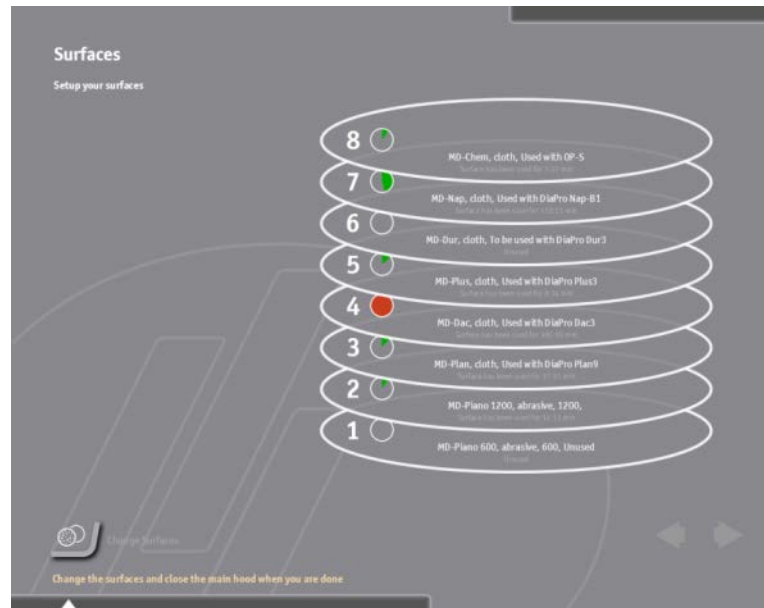 Surfaces
Setup your surfaces
8
MD-Chem, cloth, Used with OP-S
7
MD-Nap, cloth, Used with DiaPro Nap-B1
6
MD-Dur, cloth, To be used with DiaPro Dur3
Unused
5
MD-Plus, cloth, Used with DiaPro Plus3
4
MD-Dac, cloth, Used with DiaPro Dac3
3
MD-Plan, cloth, Used with DiaPro Plan9
2
MD-Piano 1200, abrasive, 1200,
1
MD-Piano 600, abrasive, 600, Unused
Unused
Change Surfaces
Change the surfaces and close the main hood when you are done